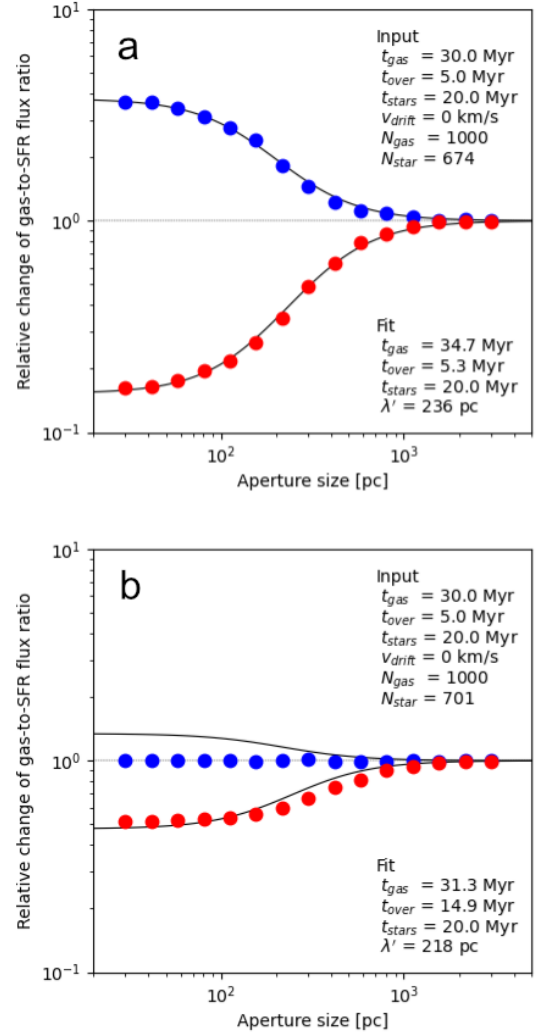 a
Relative change of gas-to-SFR flux ratio
10^1
10^0
10^-1
Input
t_gas = 30.0 Myr
t_over = 5.0 Myr
t_stars = 20.0 Myr
v_drift = 0 km/s
N_gas = 1000
N_star = 674
Fit
t_gas = 34.7 Myr
t_over = 5.3 Myr
t_stars = 20.0 Myr
λ′ = 236 pc
10^2
10^3
Aperture size [pc]
b
Relative change of gas-to-SFR flux ratio
10^1
10^0
10^-1
Input
t_gas = 30.0 Myr
t_over = 5.0 Myr
t_stars = 20.0 Myr
v_drift = 0 km/s
N_gas = 1000
N_star = 701
Fit
t_gas = 31.3 Myr
t_over = 14.9 Myr
t_stars = 20.0 Myr
λ′ = 218 pc
10^2
10^3
Aperture size [pc]